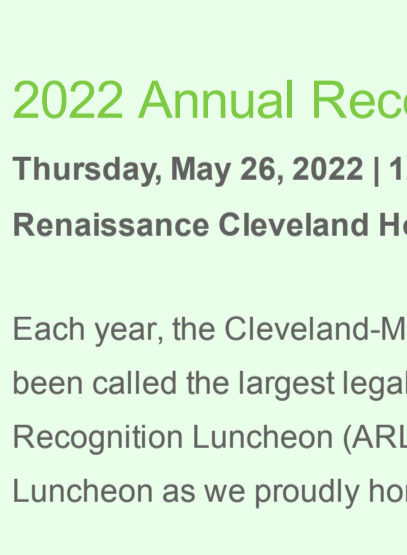 2022 Annual Rec
Thursday, May 26, 2022 | 1
Renaissance Cleveland H
Each year, the Cleveland-M
been called the largest legal
Recognition Luncheon (ARL
Luncheon as we proudly ho